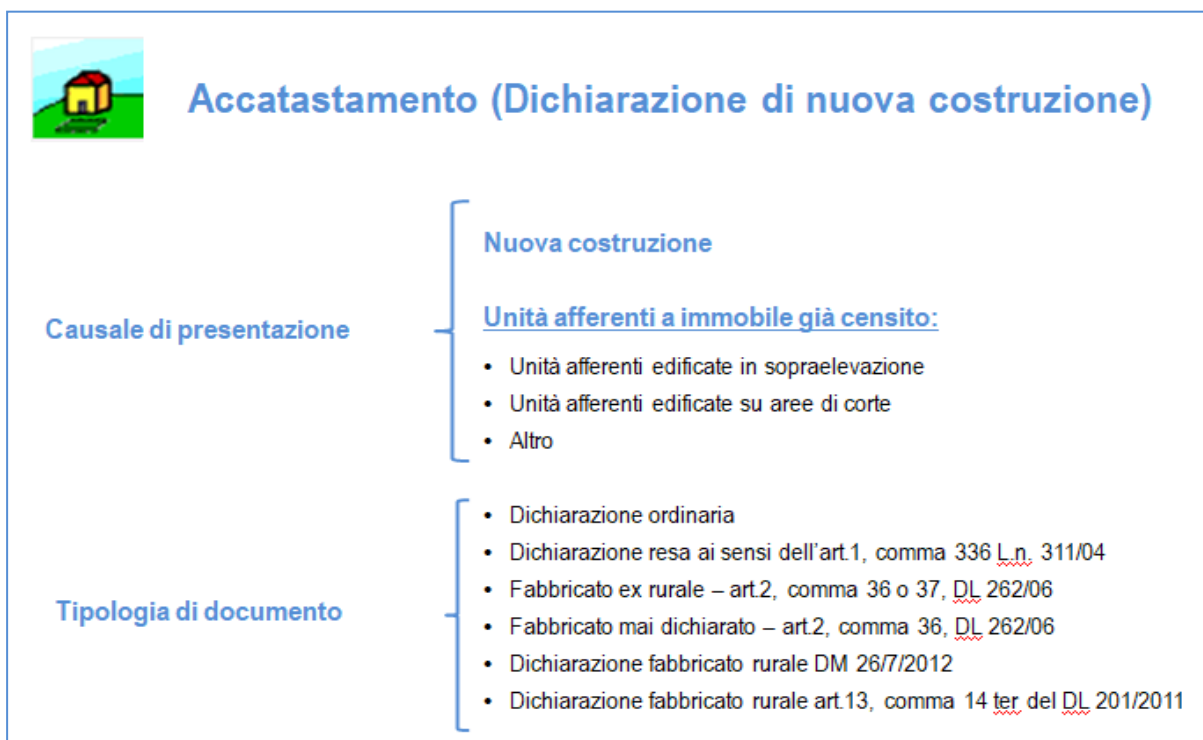 Accatastamento (Dichiarazione di nuova costruzione)
Causale di presentazione
Nuova costruzione
Unità afferenti a immobile già censito:
• Unità afferenti edificate in sopraelevazione
• Unità afferenti edificate su aree di corte
• Altro
Tipologia di documento
• Dichiarazione ordinaria
• Dichiarazione resa ai sensi dell'art.1, comma 336 L.n. 311/04
• Fabbricato ex rurale – art.2, comma 36 o 37, DL 262/06
• Fabbricato mai dichiarato – art.2, comma 36, DL 262/06
• Dichiarazione fabbricato rurale DM 26/7/2012
• Dichiarazione fabbricato rurale art.13, comma 14 ter del DL 201/2011